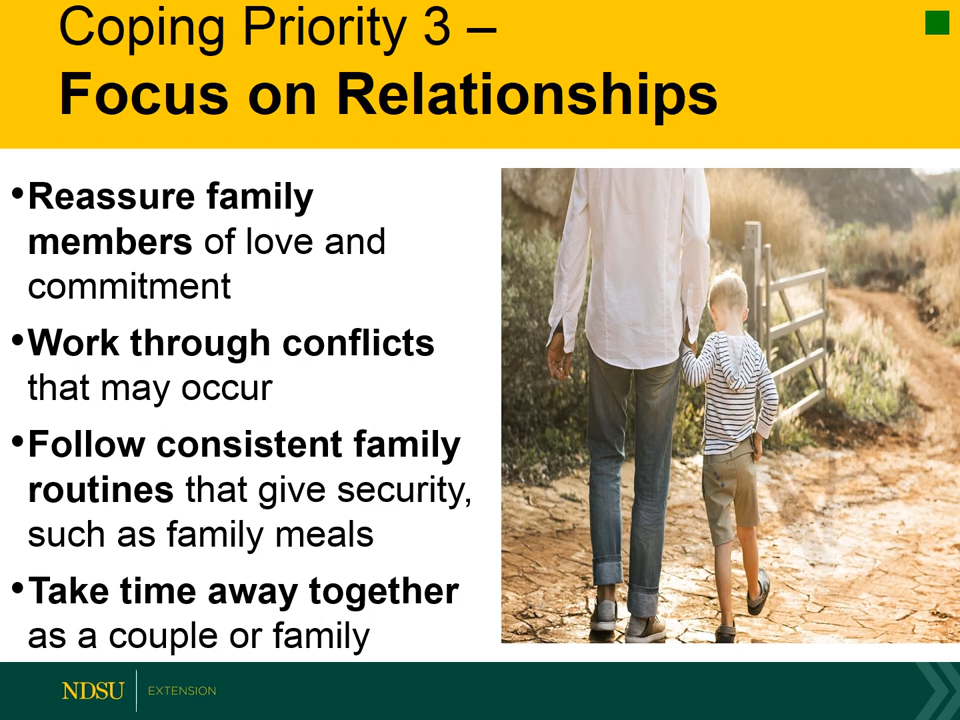 Coping Priority 3 –
Focus on Relationships
•Reassure family
members of love and
commitment
•Work through conflicts
that may occur
•Follow consistent family
routines that give security,
such as family meals
•Take time away together
as a couple or family
NDSU EXTENSION